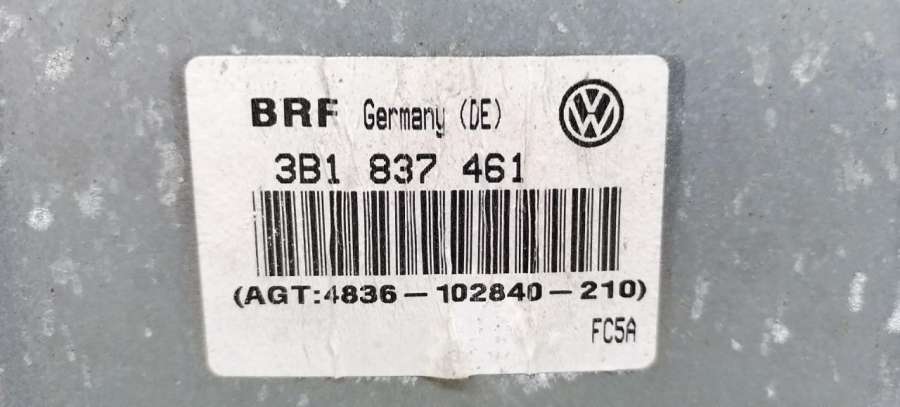 BRF Germany (DE)
3B1 837 461
(AGT:4836-102840-210)
FC5A